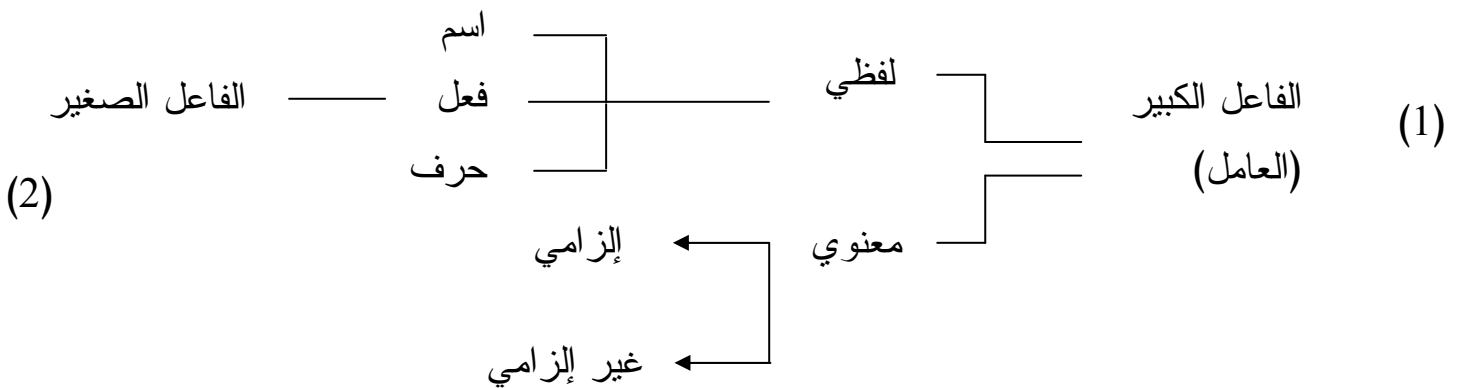 اسم
لفظي
(1) الفاعل الكبير
فعل
الفاعل الصغير
(العامل)
حرف
(2)
معنوي
إلزامي
غير إلزامي